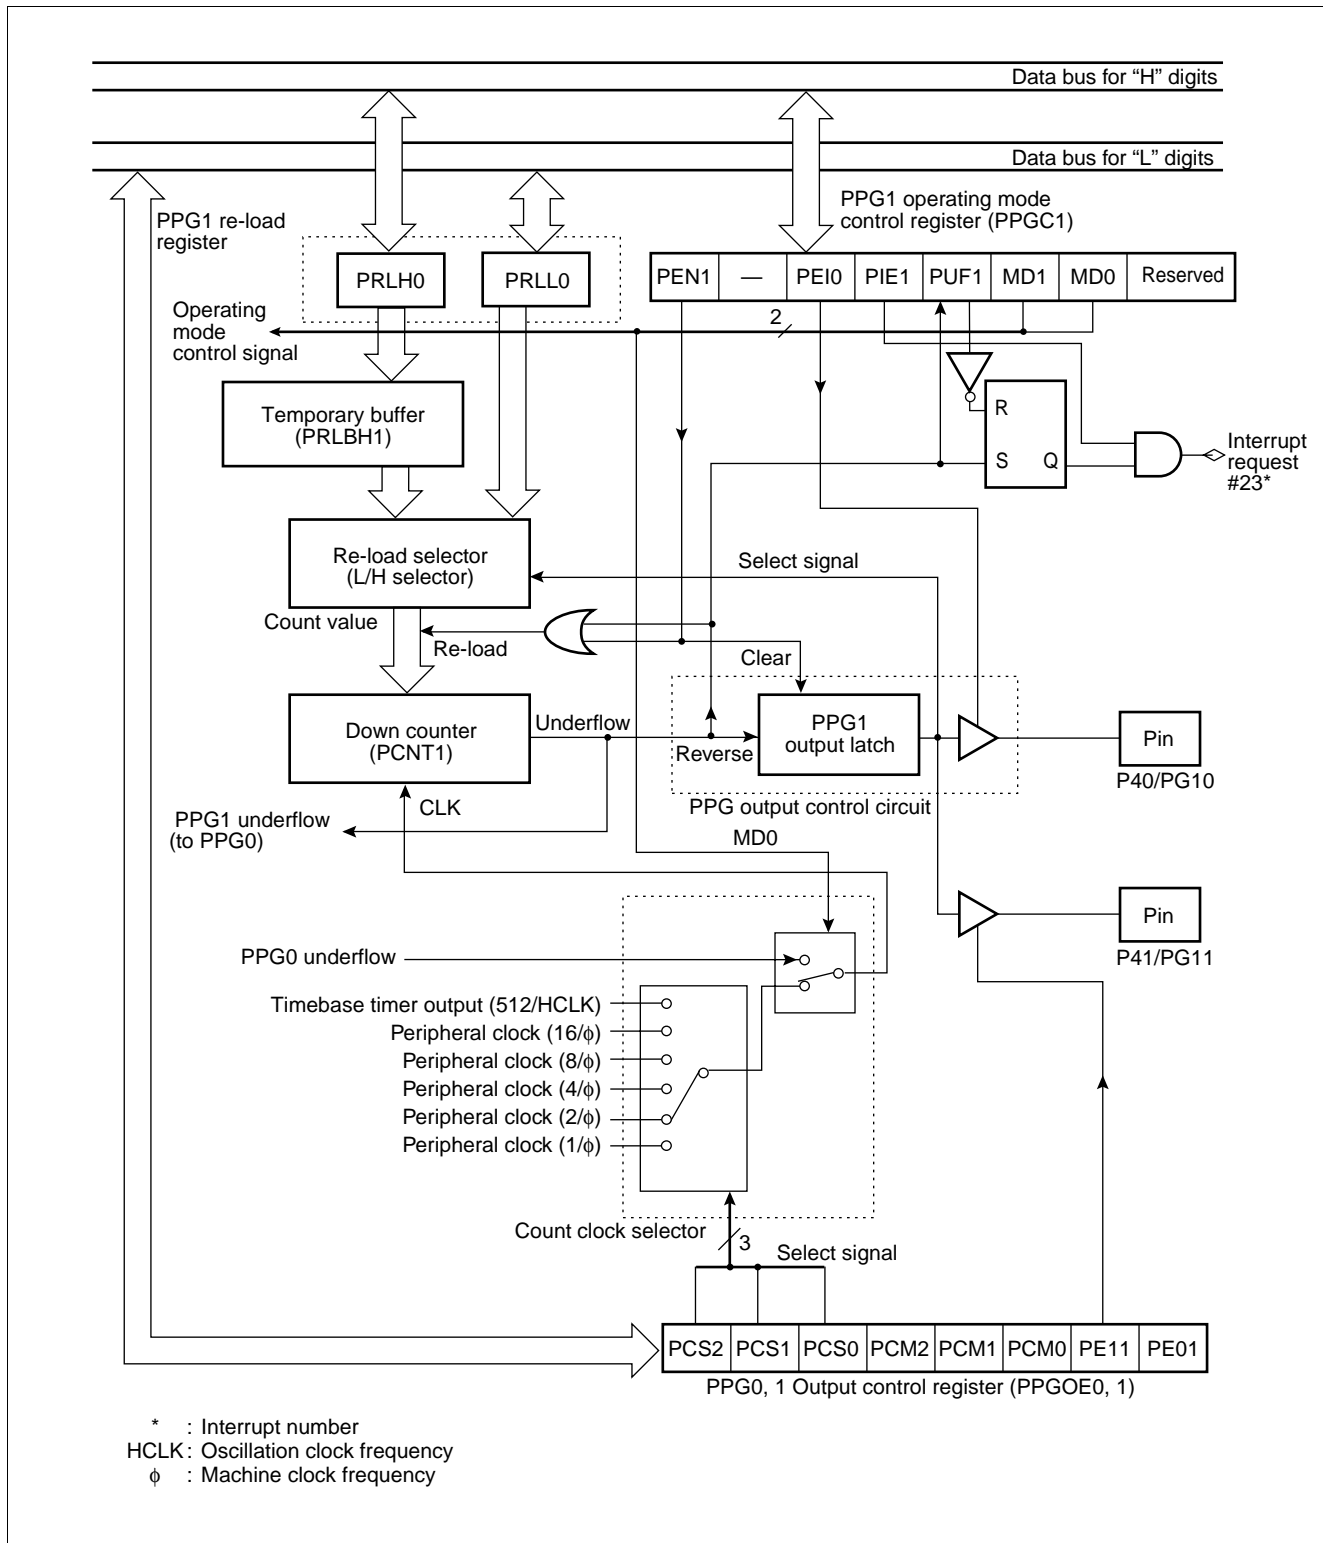 Data bus for “H” digits
Data bus for “L” digits
PPG1 re-load
register
PPG1 operating mode
control register (PPGC1)
PRLH0
PRLL0
PEN1
—
PEI0
PIE1
PUF1
MD1
MD0
Reserved
Operating
mode
control signal
2
Temporary buffer
(PRLBH1)
R
S
Q
Interrupt
request
#23*
Re-load selector
(L/H selector)
Select signal
Count value
Re-load
Clear
Down counter
(PCNT1)
Underflow
Reverse
PPG1
output latch
Pin
P40/PG10
PPG output control circuit
CLK
PPG1 underflow
(to PPG0)
MD0
Pin
P41/PG11
PPG0 underflow
Timebase timer output (512/HCLK)
Peripheral clock (16/ϕ)
Peripheral clock (8/ϕ)
Peripheral clock (4/ϕ)
Peripheral clock (2/ϕ)
Peripheral clock (1/ϕ)
Count clock selector
3
Select signal
PCS2
PCS1
PCS0
PCM2
PCM1
PCM0
PE11
PE01
PPG0, 1 Output control register (PPGOE0, 1)
* : Interrupt number
HCLK : Oscillation clock frequency
ϕ : Machine clock frequency